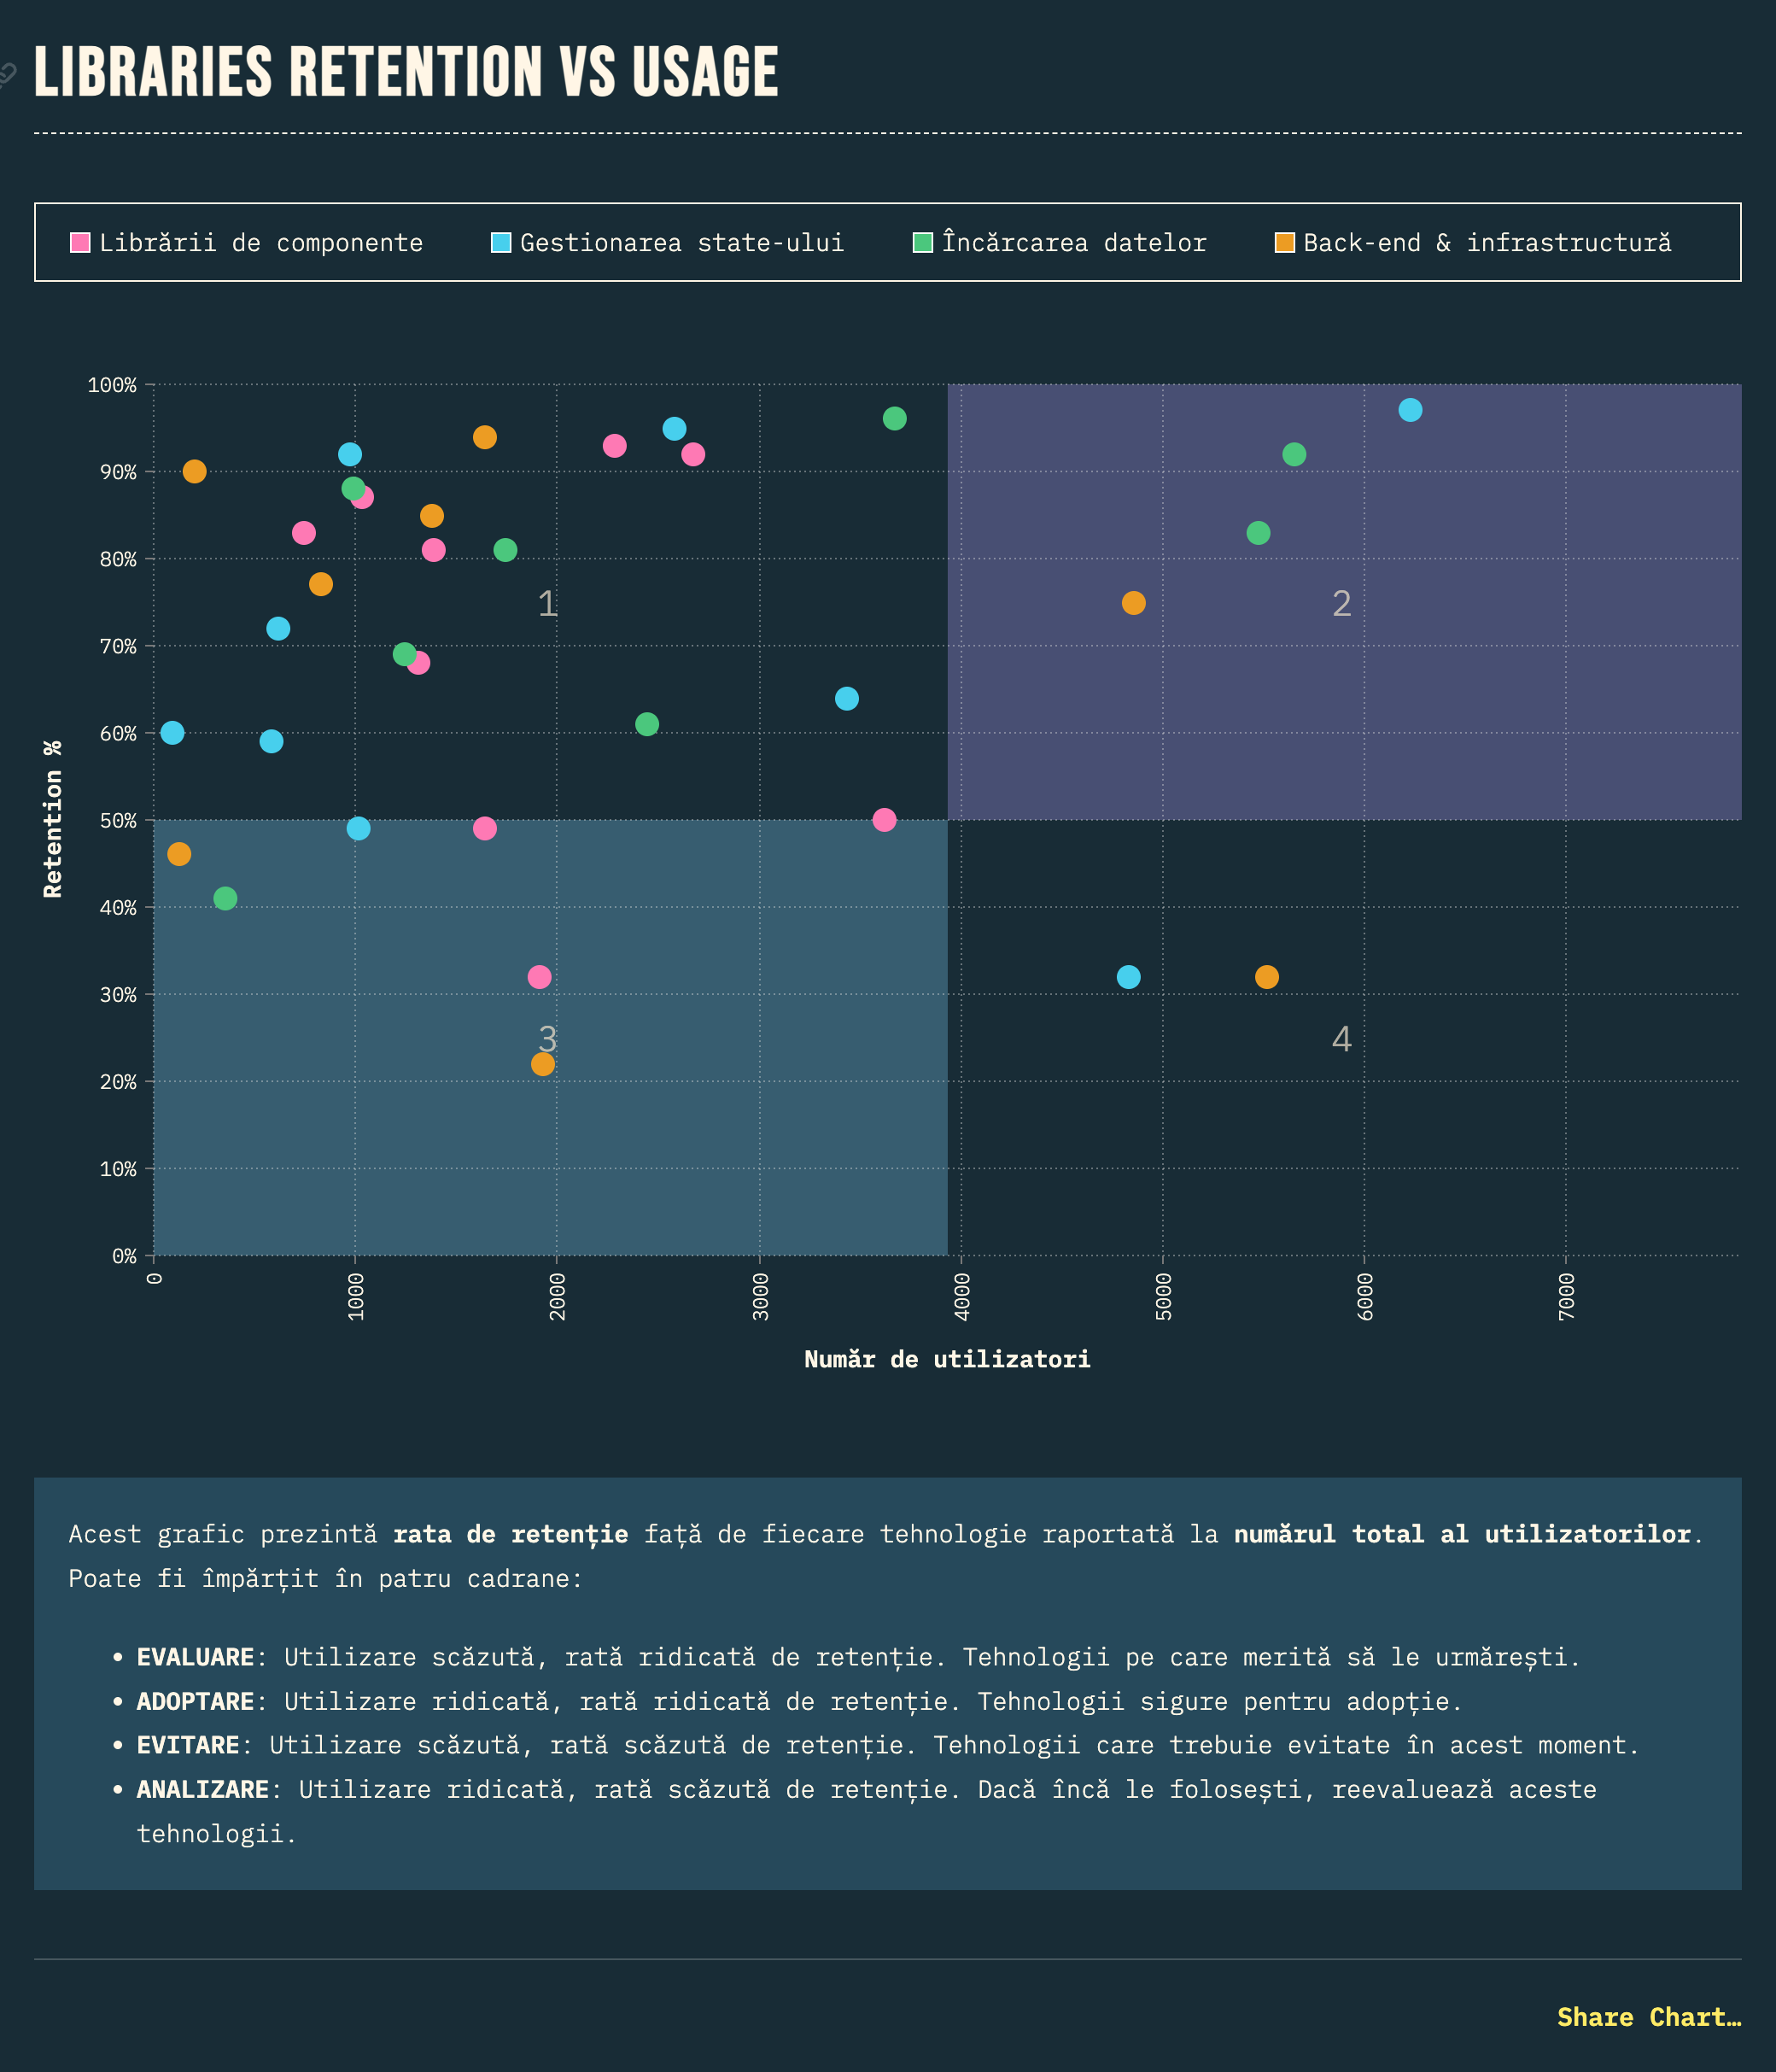 LIBRARIES RETENTION VS USAGE
Librării de componente
Gestionarea state-ului
Încărcarea datelor
Back-end & infrastructură
100%
90%
80%
70%
60%
50%
40%
30%
20%
10%
0%
Retention %
1
2
3
4
0
1000
2000
3000
4000
5000
6000
7000
Număr de utilizatori
Acest grafic prezintă rata de retenție față de fiecare tehnologie raportată la numărul total al utilizatorilor.
Poate fi împărțit în patru cadrane:
• EVALUARE: Utilizare scăzută, rată ridicată de retenție. Tehnologii pe care merită să le urmărești.
• ADOPTARE: Utilizare ridicată, rată ridicată de retenție. Tehnologii sigure pentru adopție.
• EVITARE: Utilizare scăzută, rată scăzută de retenție. Tehnologii care trebuie evitate în acest moment.
• ANALIZARE: Utilizare ridicată, rată scăzută de retenție. Dacă încă le folosești, reevaluează aceste
tehnologii.
Share Chart…